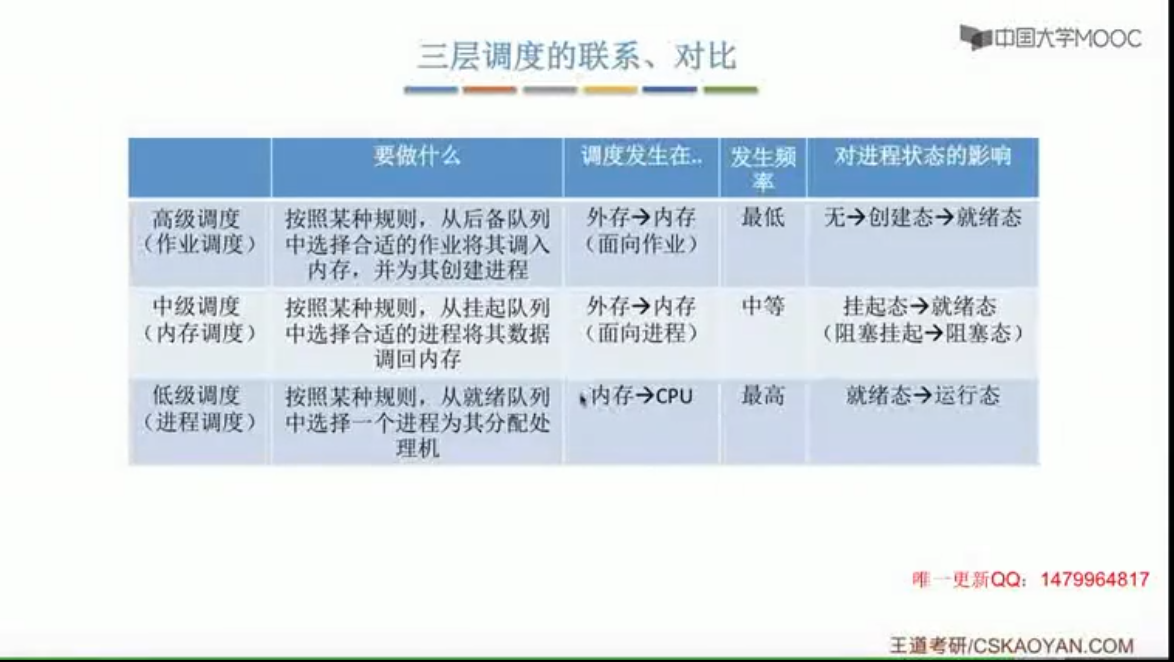 中国大学MOOC
三层调度的联系、对比
要做什么
调度发生在..
发生频
率
对进程状态的影响
高级调度
（作业调度）
按照某种规则，从后备队列
中选择合适的作业将其调入
内存，并为其创建进程
外存→内存
（面向作业）
最低
无→创建态→就绪态
中级调度
（内存调度）
按照某种规则，从挂起队列
中选择合适的进程将其数据
调回内存
外存→内存
（面向进程）
中等
挂起态→就绪态
（阻塞挂起→阻塞态）
低级调度
（进程调度）
按照某种规则，从就绪队列
中选择一个进程为其分配处
理机
内存→CPU
最高
就绪态→运行态
唯一更新QQ：1479964817
王道考研/CSKAOYAN.COM